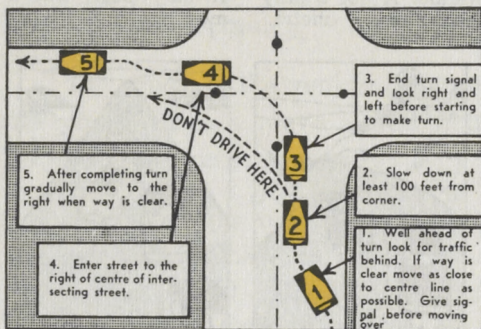 5
4
3
2
1
DON'T DRIVE HERE
3. End turn signal
and look right and
left before starting
to make turn.
2. Slow down at
least 100 feet from
corner.
1. Well ahead of
turn look for traffic
behind. If way is
clear move as close
to centre line as
possible. Give sig-
nal before moving
over
5. After completing turn
gradually move to the
right when way is clear.
4. Enter street to the
right of centre of inter-
secting street.